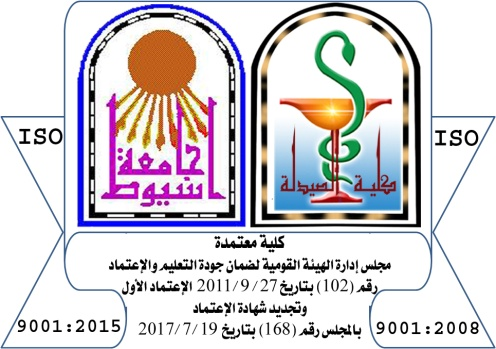 ISO
جامعة
أسيوط
كلية الصيدلة
ISO
كلية معتمدة
مجلس إدارة الهيئة القومية لضمان جودة التعليم والإعتماد
رقم (102) بتاريخ 27/ 9/ 2011 الإعتماد الأول
وتجديد شهادة الإعتماد
بالمجلس رقم (168) بتاريخ 19/ 7/ 2017
9001:2015
9001:2008